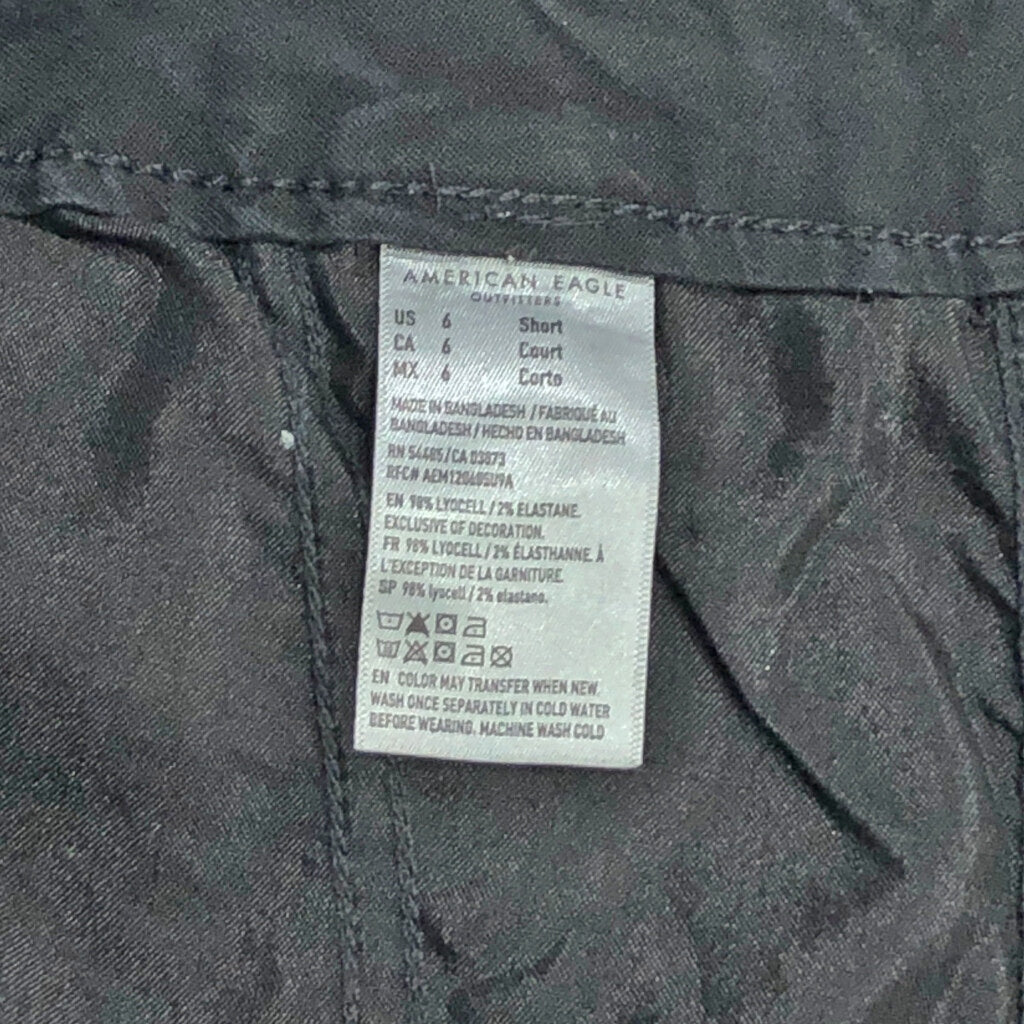 AMERICAN EAGLE
OUTFITTERS
US 6 Short
CA 6 Court
MX 6 Corto
MADE IN BANGLADESH / FABRIQUÉ AU
BANGLADESH / HECHO EN BANGLADESH
RN 54485/CA 03873
RFC# AEM120605U9A
EN 98% LYOCELL / 2% ELASTANE.
EXCLUSIVE OF DECORATION.
FR 98% LYOCELL / 2% ÉLASTHANNE. À
L'EXCEPTION DE LA GARNITURE.
SP 98% lyocell / 2% elastano.
EN COLOR MAY TRANSFER WHEN NEW.
WASH ONCE SEPARATELY IN COLD WATER
BEFORE WEARING. MACHINE WASH COLD